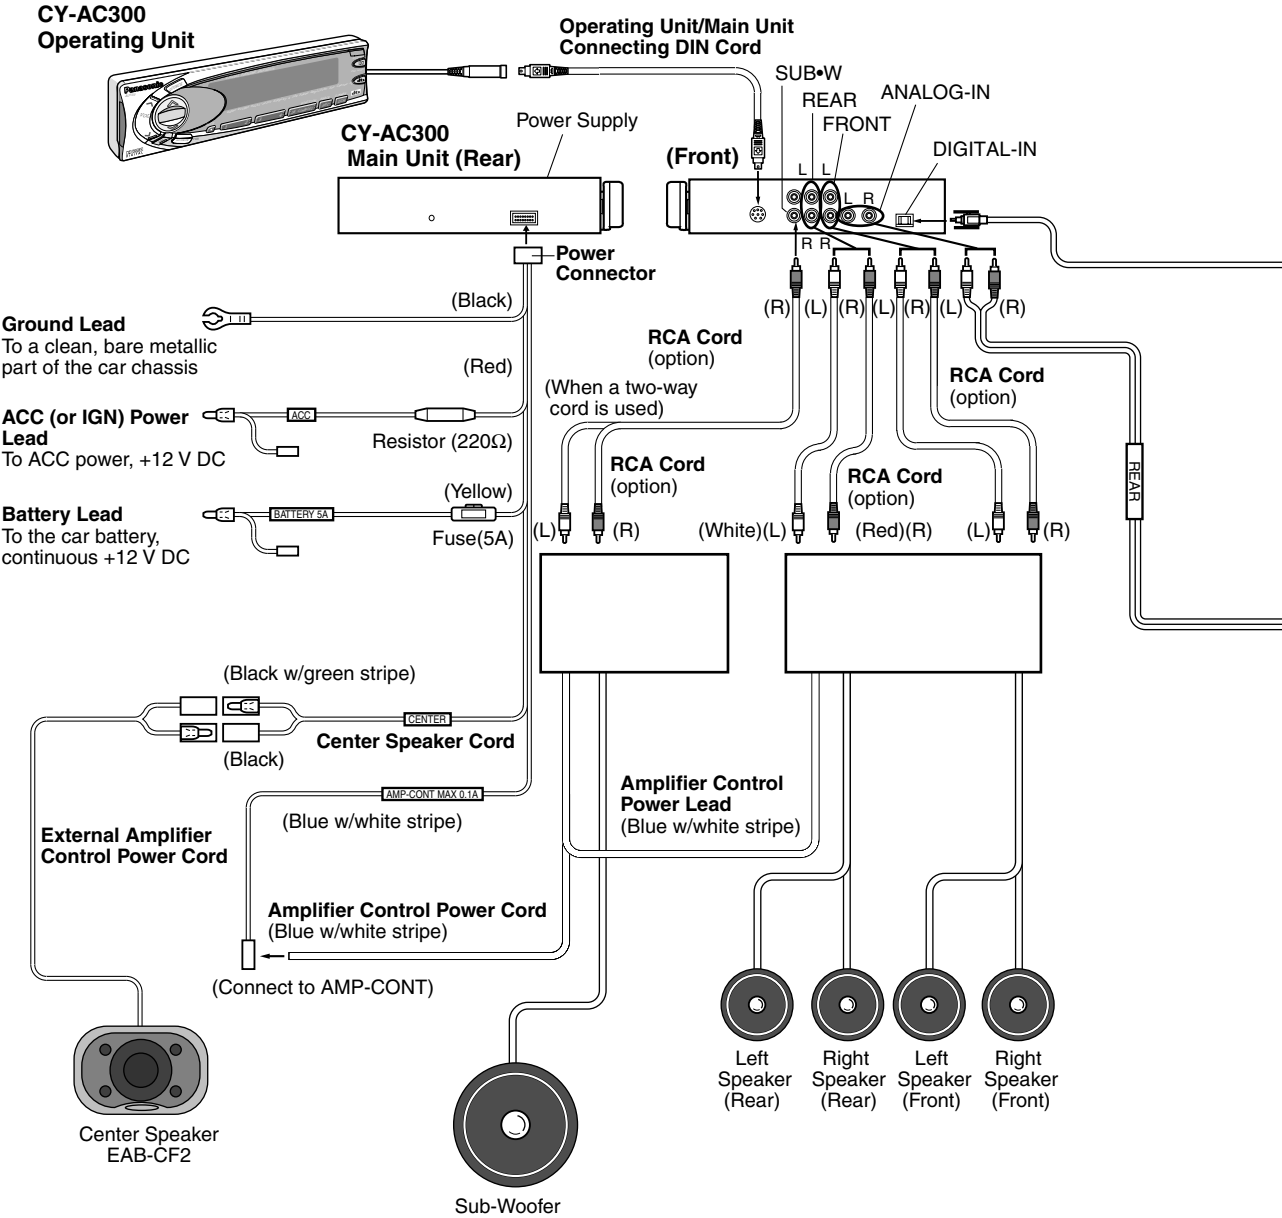 CY-AC300
Operating Unit
Panasonic
Operating Unit/Main Unit
Connecting DIN Cord
SUB•W
REAR
FRONT
ANALOG-IN
DIGITAL-IN
CY-AC300
Main Unit (Rear)
Power Supply
(Front)
L L
L R
R R
Power
Connector
(Black)
Ground Lead
To a clean, bare metallic
part of the car chassis
(Red)
ACC (or IGN) Power
Lead
To ACC power, +12 V DC
ACC
Resistor (220Ω)
(Yellow)
Battery Lead
To the car battery,
continuous +12 V DC
BATTERY 5A
Fuse(5A)
(R) (L) (R) (L) (R) (L) (R)
RCA Cord
(option)
(When a two-way
cord is used)
RCA Cord
(option)
RCA Cord
(option)
RCA Cord
(option)
REAR
(L) (R) (White)(L) (Red)(R) (L) (R)
(Black w/green stripe)
CENTER
Center Speaker Cord
(Black)
AMP-CONT MAX 0.1A
(Blue w/white stripe)
Amplifier Control
Power Lead
(Blue w/white stripe)
External Amplifier
Control Power Cord
Amplifier Control Power Cord
(Blue w/white stripe)
(Connect to AMP-CONT)
Left
Speaker
(Rear)
Right
Speaker
(Rear)
Left
Speaker
(Front)
Right
Speaker
(Front)
Center Speaker
EAB-CF2
Sub-Woofer